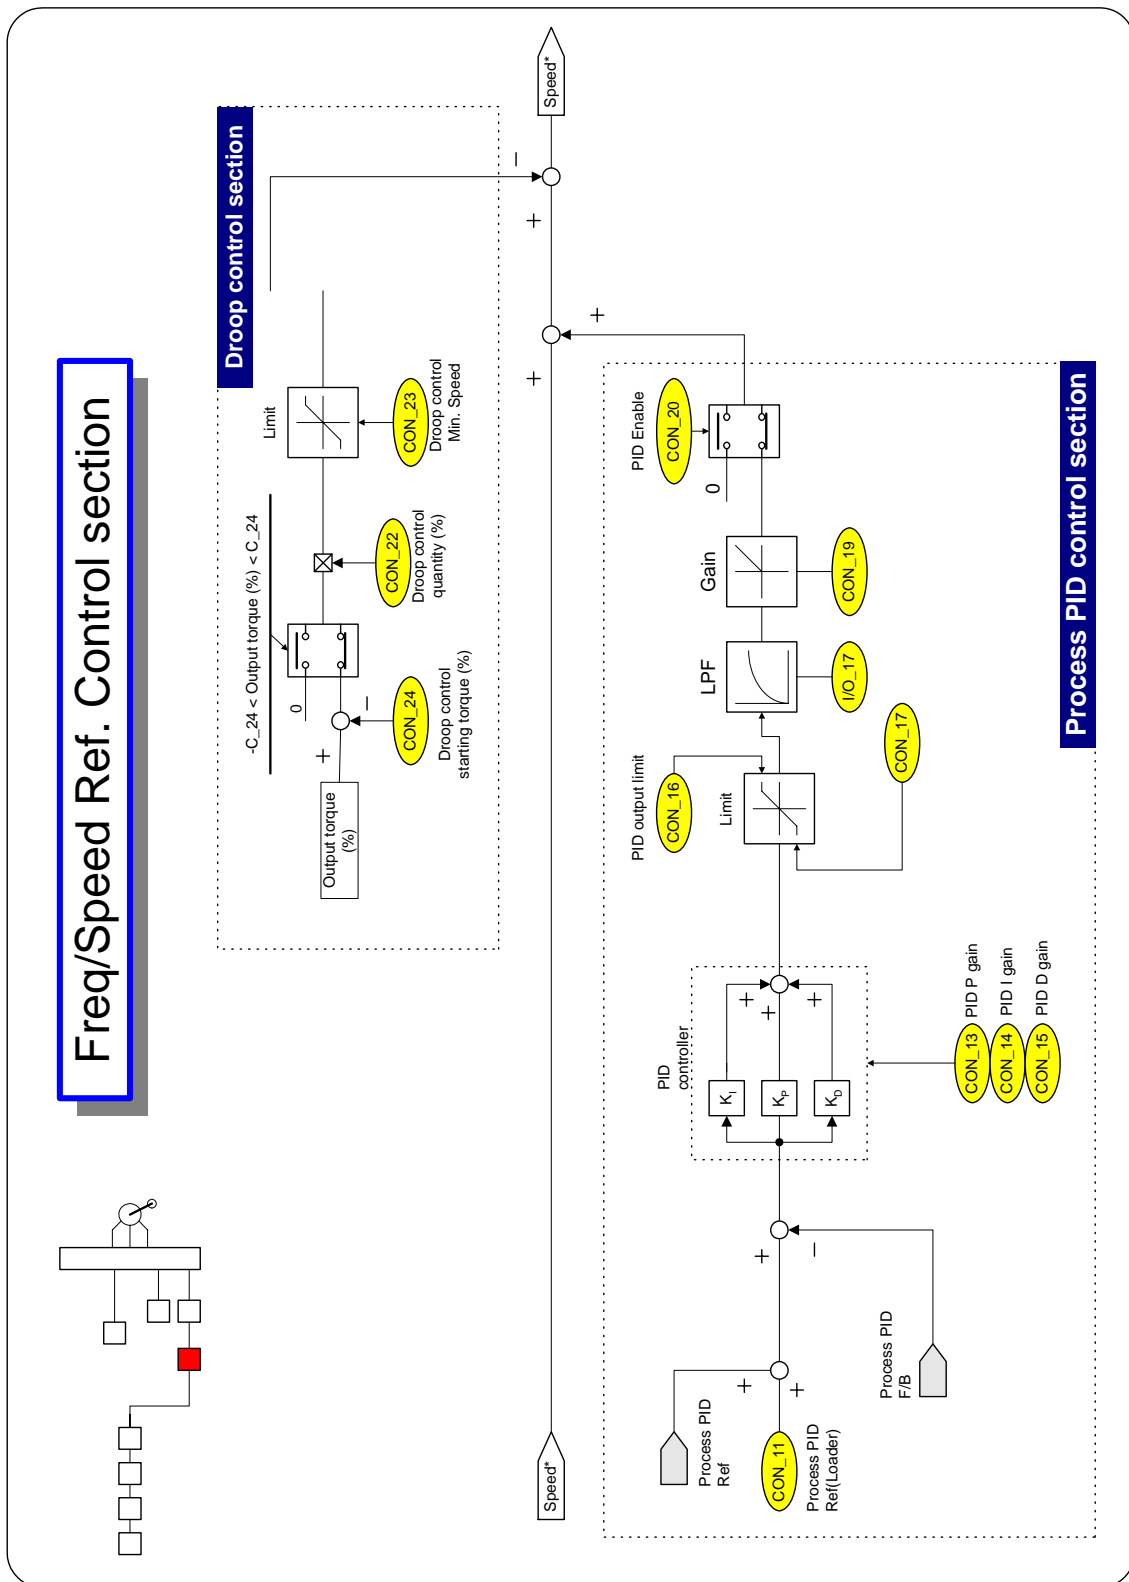 Freq/Speed Ref. Control section
Droop control section
-C_24 < Output torque (%) < C_24
Limit
0
+
−
Output torque
(%)
CON_24
Droop control
starting torque (%)
CON_22
Droop control
quantity (%)
CON_23
Droop control
Min. Speed
−
Speed*
+
+
+
Speed*
PID Enable
CON_20
0
PID output limit
CON_16
Limit
LPF
Gain
I/O_17
CON_19
CON_17
PID
controller
KI
KP
KD
+
+
+
CON_13 PID P gain
CON_14 PID I gain
CON_15 PID D gain
Process PID
Ref
+
+
CON_11
Process PID
Ref(Loader)
+
−
Process PID
F/B
Process PID control section